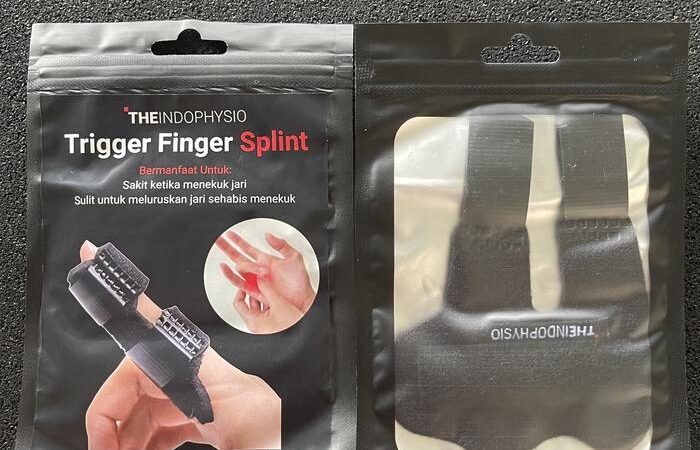 THEINDOPHYSIO
Trigger Finger Splint
Bermanfaat Untuk:
Sakit ketika menekuk jari
Sulit untuk meluruskan jari sehabis menekuk
THEINDOPHYSIO